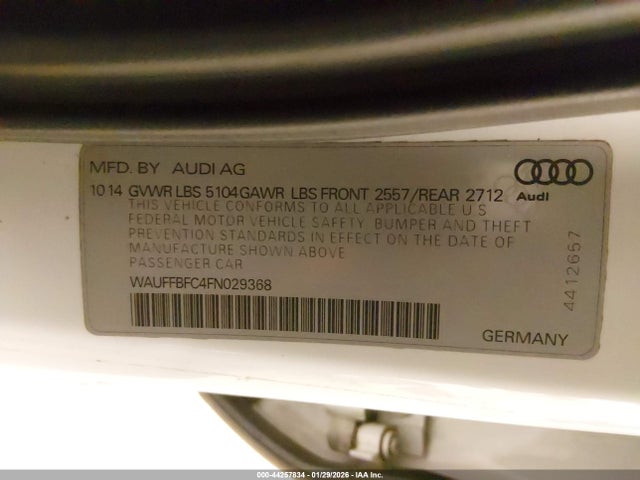 MFD. BY AUDI AG
10 14 GVWR LBS 5104 GAWR LBS FRONT 2557/REAR 2712
THIS VEHICLE CONFORMS TO ALL APPLICABLE U S
FEDERAL MOTOR VEHICLE SAFETY, BUMPER AND THEFT
PREVENTION STANDARDS IN EFFECT ON THE DATE OF
MANUFACTURE SHOWN ABOVE
PASSENGER CAR
WAUFFBFC4FN029368
GERMANY
Audi
4412657
000-44257834 - 01/29/2026 - IAA Inc.